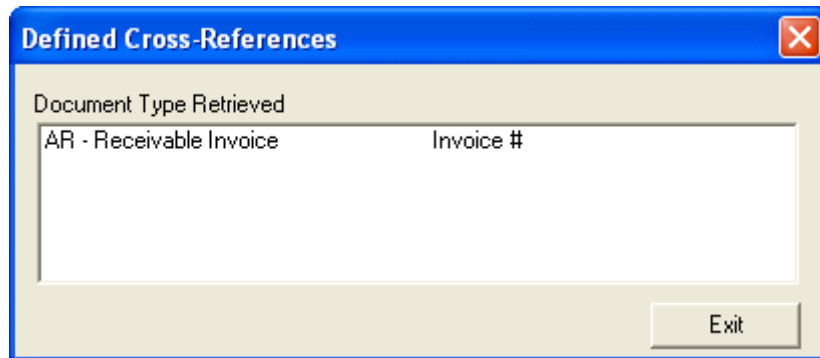 Defined Cross-References
Document Type Retrieved
AR - Receivable Invoice Invoice #
Exit